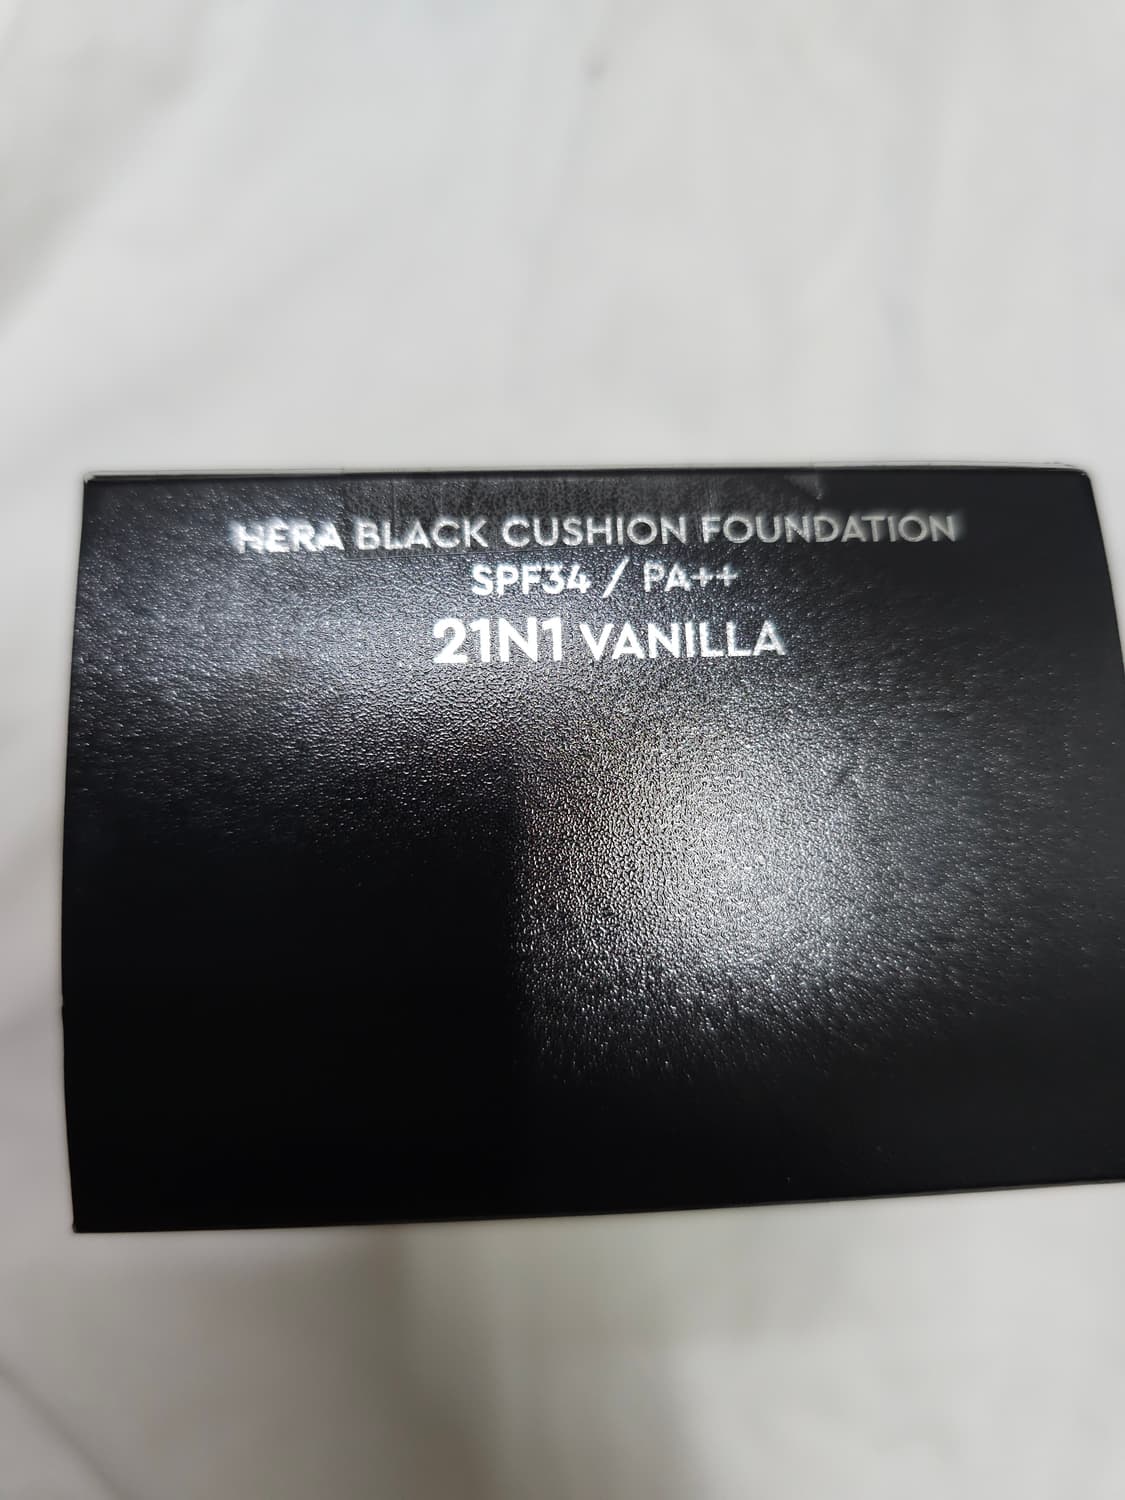 HERA BLACK CUSHION FOUNDATION
SPF34 / PA++
21N1 VANILLA